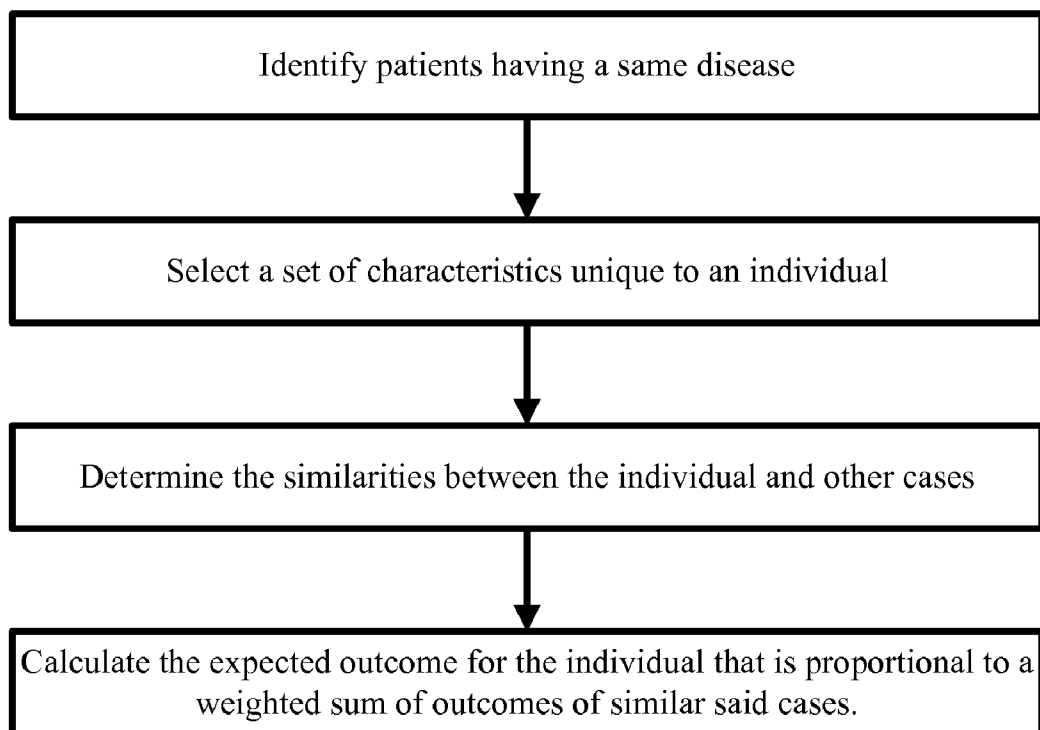 Identify patients having a same disease
Select a set of characteristics unique to an individual
Determine the similarities between the individual and other cases
Calculate the expected outcome for the individual that is proportional to a
weighted sum of outcomes of similar said cases.